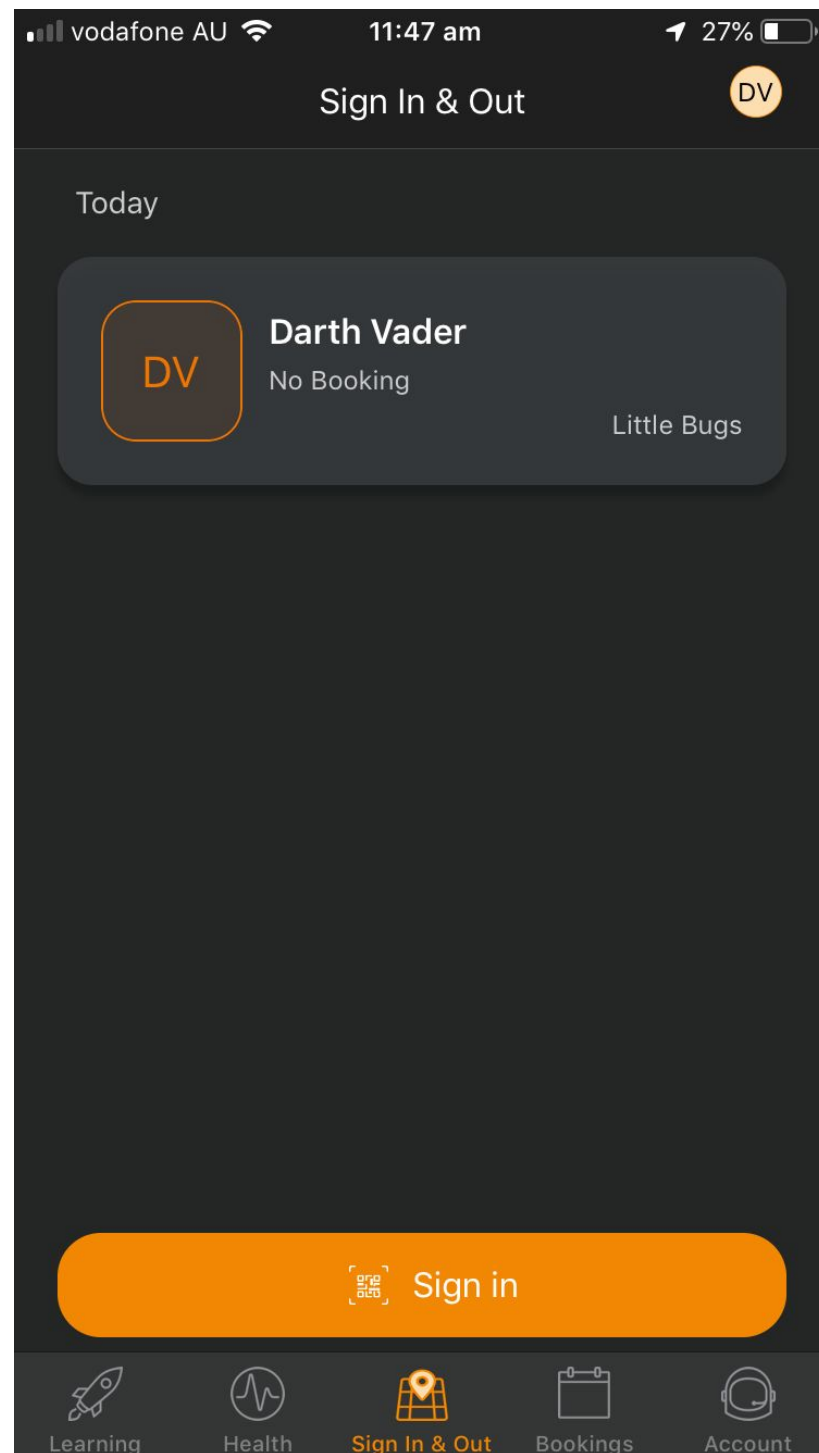 vodafone AU 11:47 am 27%
Sign In & Out DV
Today
DV Darth Vader
No Booking
Little Bugs
Sign in
Learning Health Sign In & Out Bookings Account